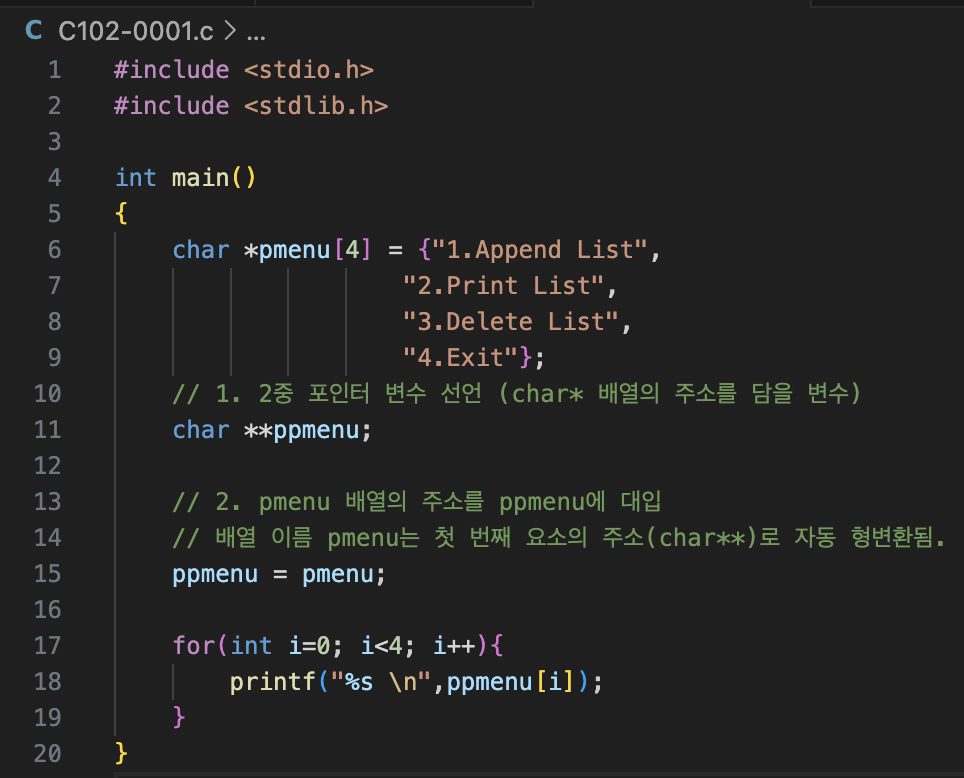 C C102-0001.c > ...
1 #include <stdio.h>
2 #include <stdlib.h>
3
4 int main()
5 {
6     char *pmenu[4] = {"1.Append List",
7                     "2.Print List",
8                     "3.Delete List",
9                     "4.Exit"};
10     // 1. 2중 포인터 변수 선언 (char* 배열의 주소를 담을 변수)
11     char **ppmenu;
12
13     // 2. pmenu 배열의 주소를 ppmenu에 대입
14     // 배열 이름 pmenu는 첫 번째 요소의 주소(char**)로 자동 형변환됨.
15     ppmenu = pmenu;
16
17     for(int i=0; i<4; i++){
18         printf("%s \n",ppmenu[i]);
19     }
20 }